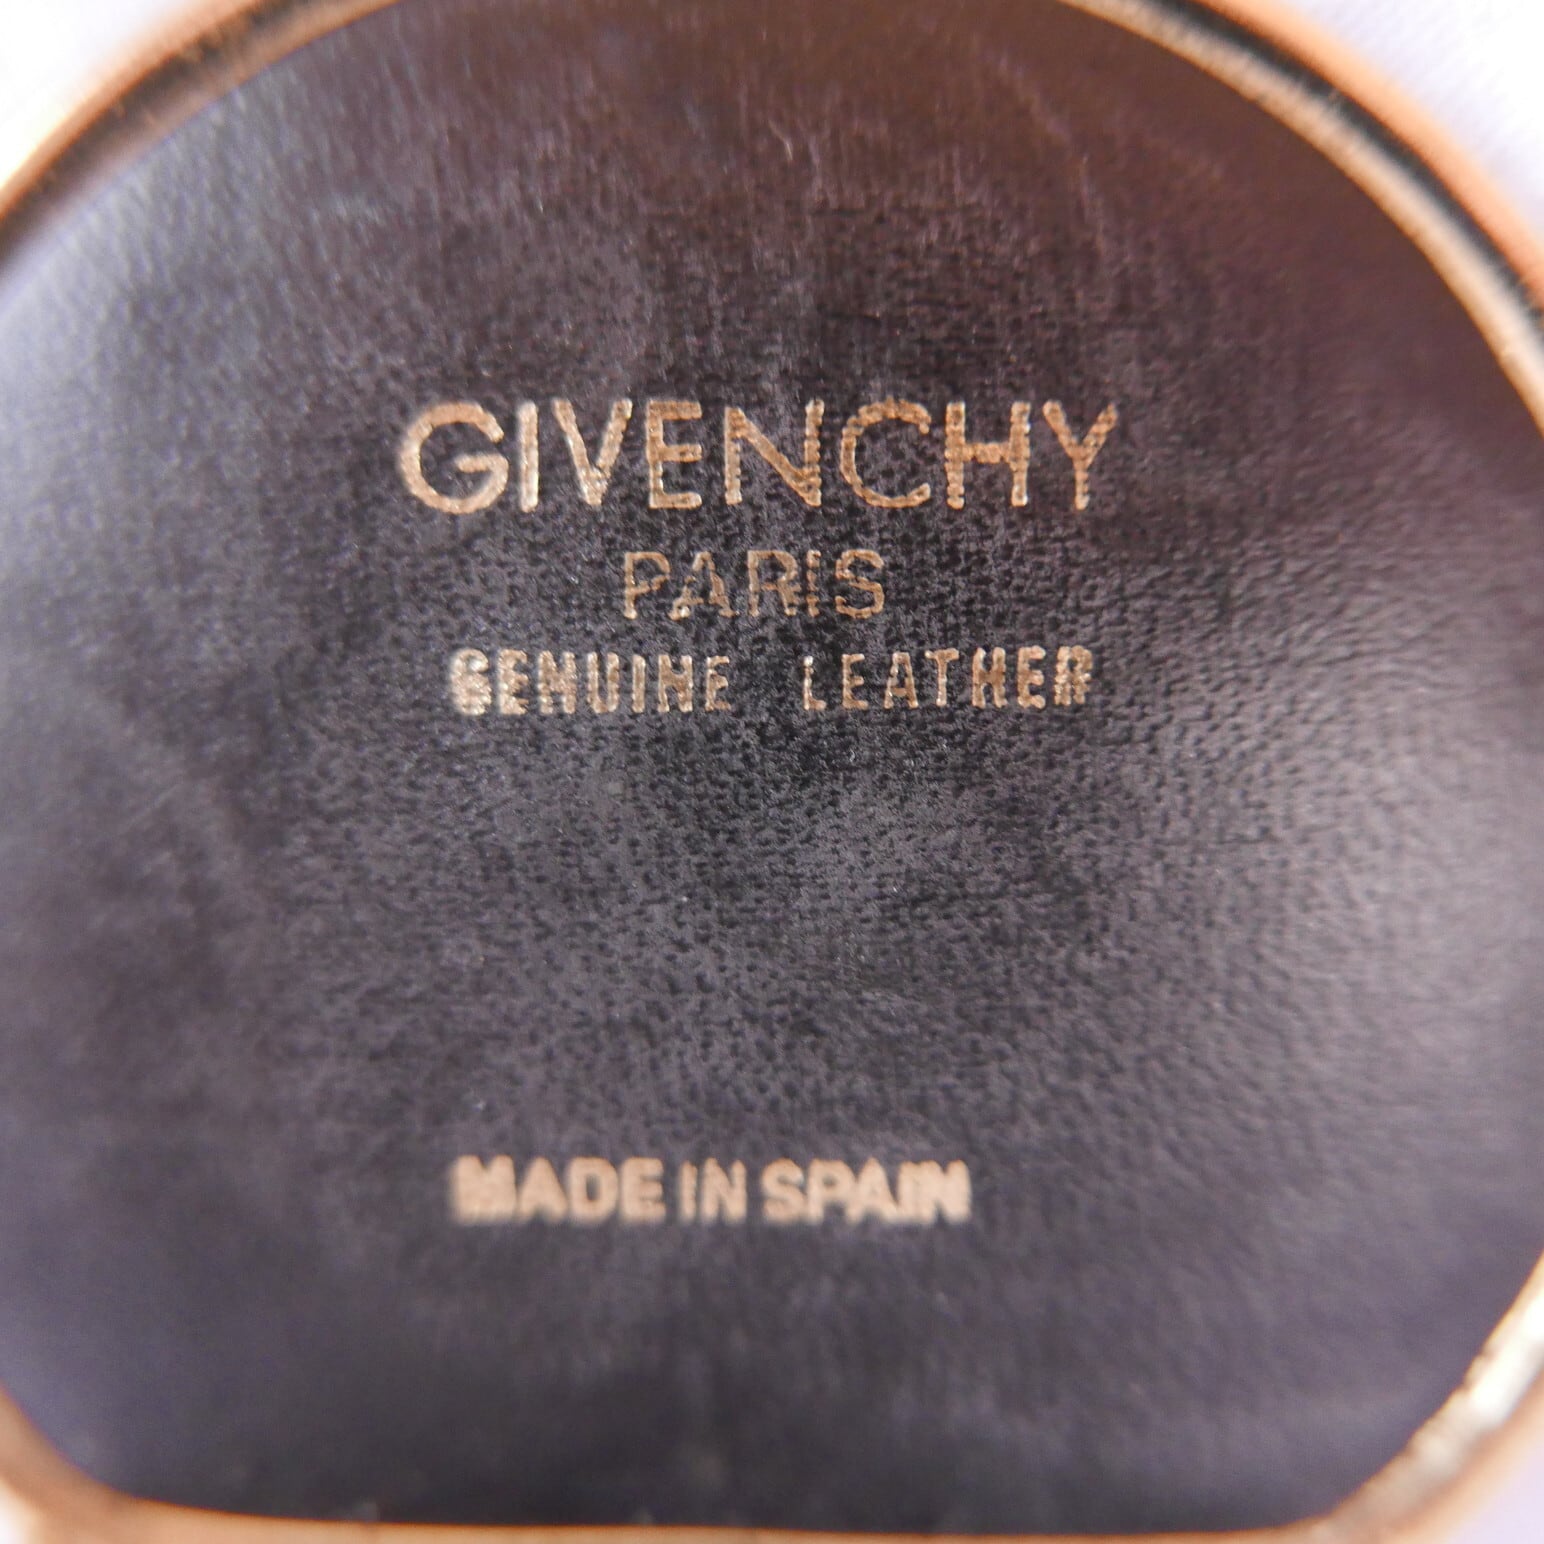 GIVENCHY
PARIS
GENUINE LEATHER
MADE IN SPAIN